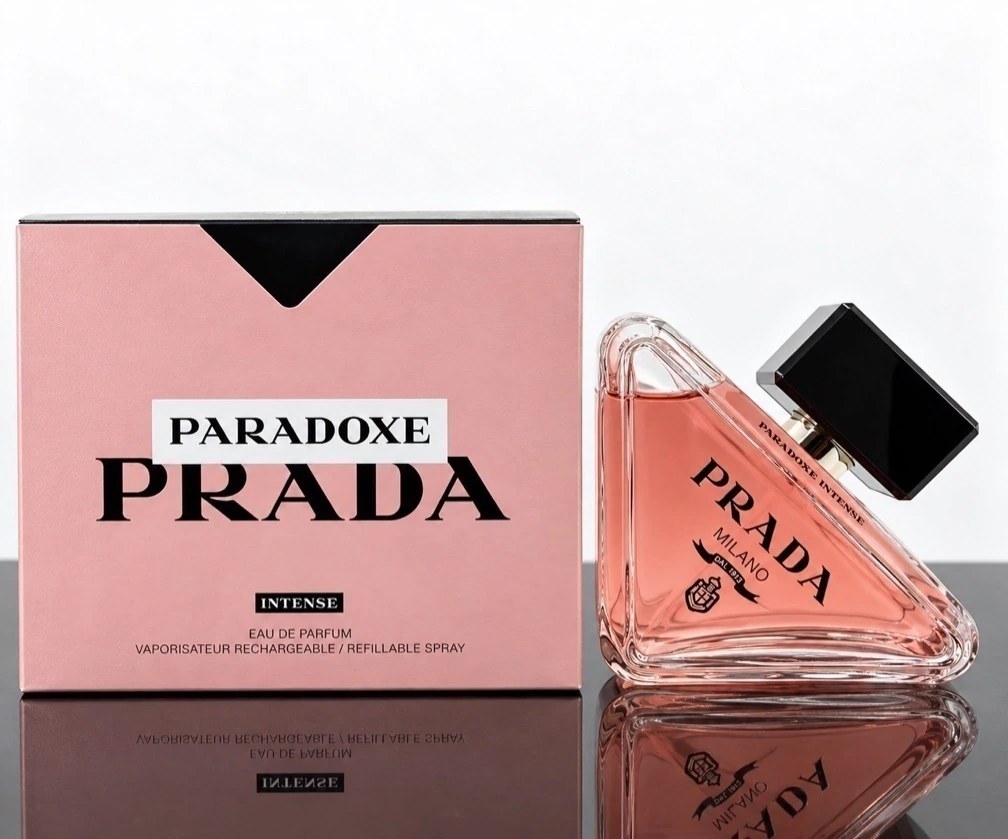 PARADOXE
PRADA
INTENSE
EAU DE PARFUM
VAPORISATEUR RECHARGEABLE / REFILLABLE SPRAY
PARADOXE INTENSE
PRADA
MILANO
DAL 1913